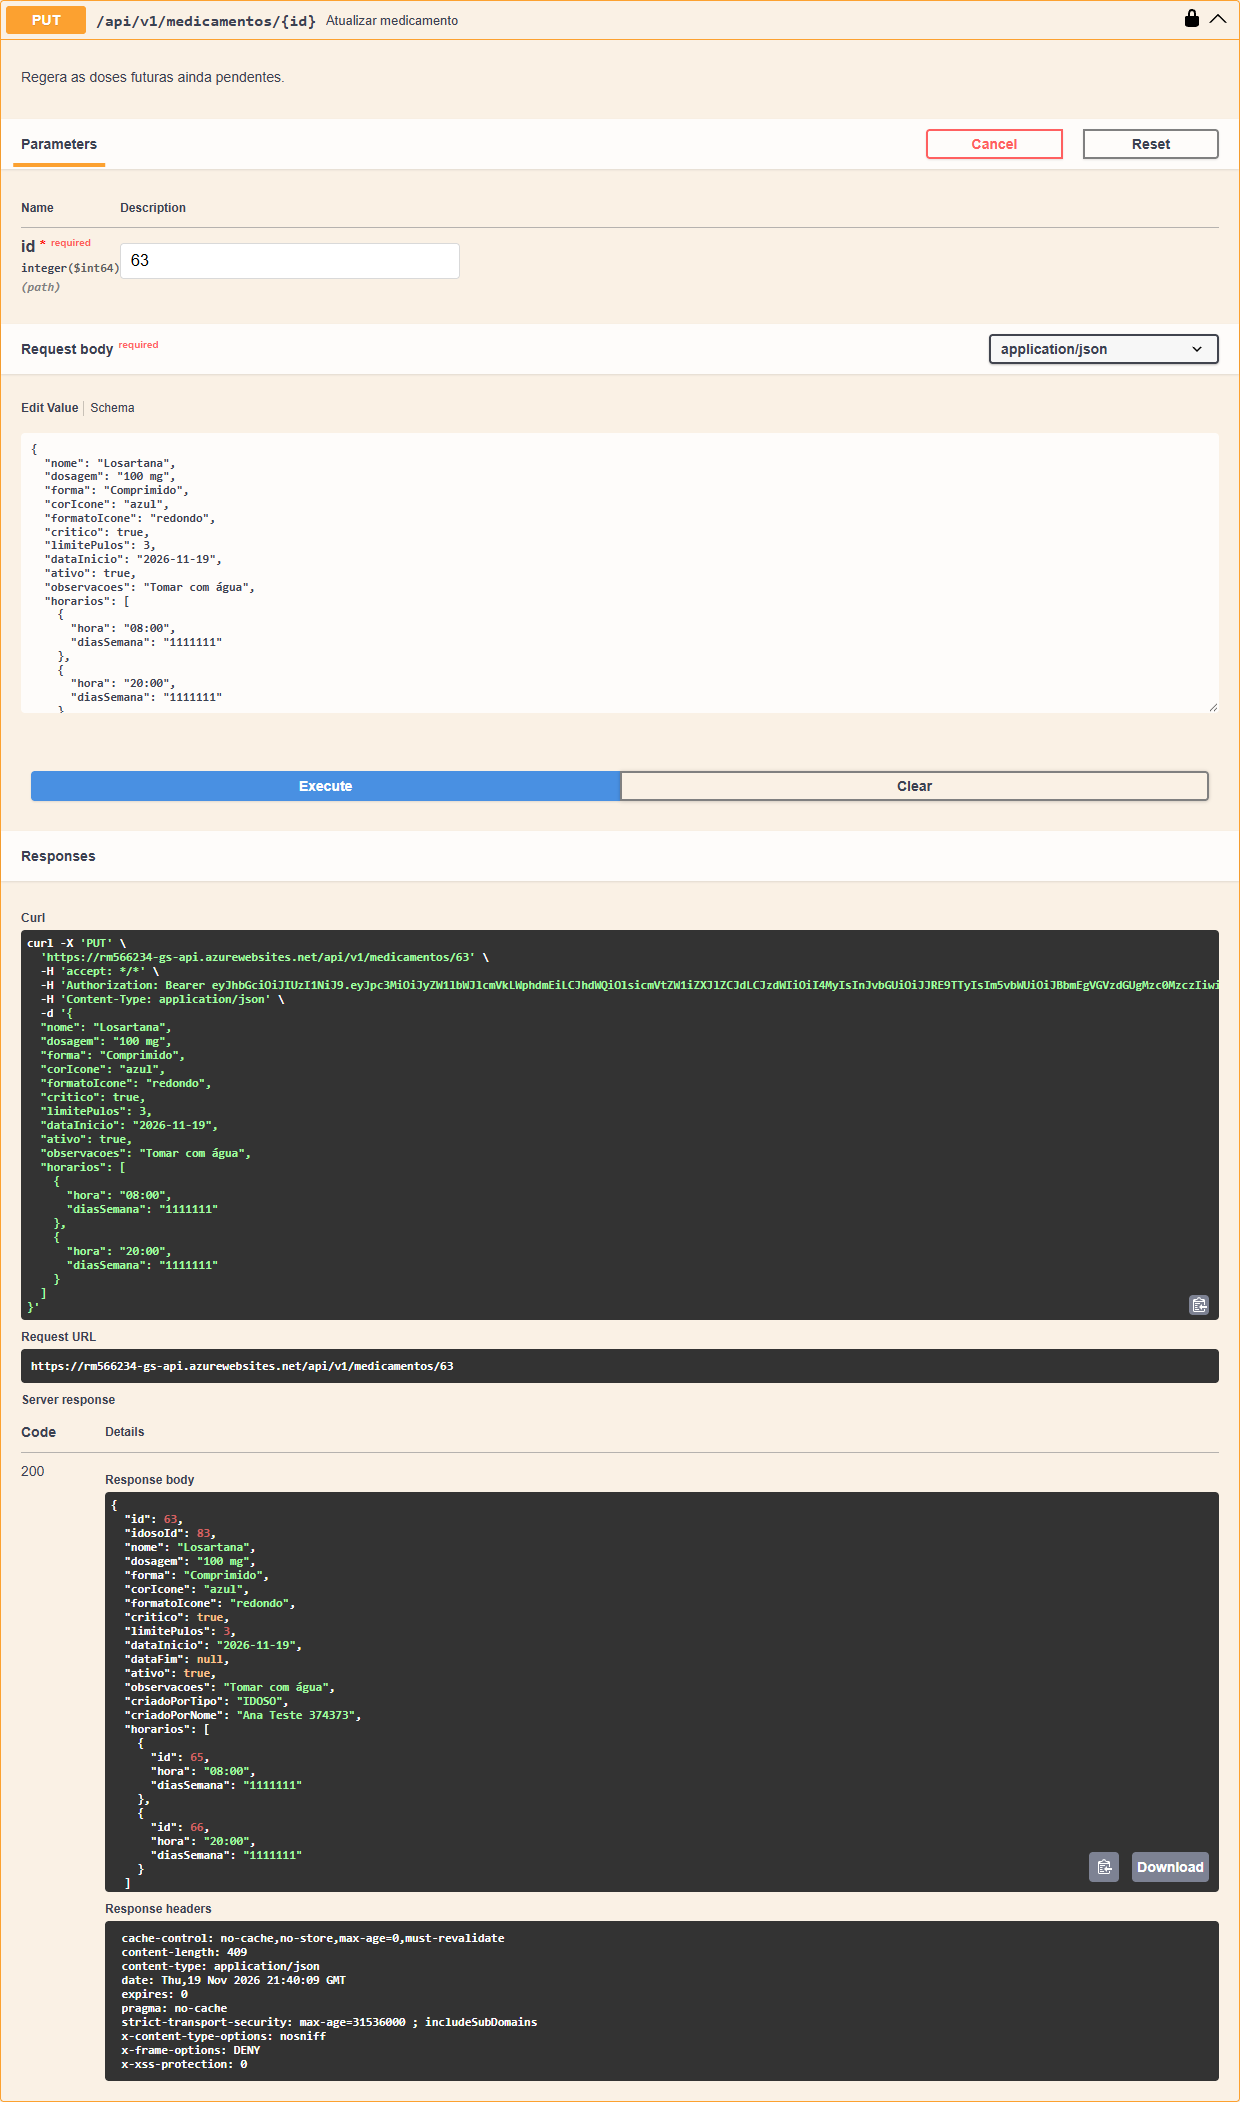 PUT /api/v1/medicamentos/{id} Atualizar medicamento
Regera as doses futuras ainda pendentes.
Parameters
Cancel
Reset
Name Description
id * required
integer($int64)
(path)
63
Request body required
application/json
Edit Value Schema
{
  "nome": "Losartana",
  "dosagem": "100 mg",
  "forma": "Comprimido",
  "corIcone": "azul",
  "formatoIcone": "redondo",
  "critico": true,
  "limitePulos": 3,
  "dataInicio": "2026-11-19",
  "ativo": true,
  "observacoes": "Tomar com água",
  "horarios": [
    {
      "hora": "08:00",
      "diasSemana": "1111111"
    },
    {
      "hora": "20:00",
      "diasSemana": "1111111"
    }
Execute
Clear
Responses
Curl
curl -X 'PUT' \
  'https://rm566234-gs-api.azurewebsites.net/api/v1/medicamentos/63' \
  -H 'accept: */*' \
  -H 'Authorization: Bearer
  -H 'Content-Type: application/json' \
  -d '{
  "nome": "Losartana",
  "dosagem": "100 mg",
  "forma": "Comprimido",
  "corIcone": "azul",
  "formatoIcone": "redondo",
  "critico": true,
  "limitePulos": 3,
  "dataInicio": "2026-11-19",
  "ativo": true,
  "observacoes": "Tomar com água",
  "horarios": [
    {
      "hora": "08:00",
      "diasSemana": "1111111"
    },
    {
      "hora": "20:00",
      "diasSemana": "1111111"
    }
  ]
}'
Request URL
https://rm566234-gs-api.azurewebsites.net/api/v1/medicamentos/63
Server response
Code Details
200
Response body
{
  "id": 63,
  "idosoId": 83,
  "nome": "Losartana",
  "dosagem": "100 mg",
  "forma": "Comprimido",
  "corIcone": "azul",
  "formatoIcone": "redondo",
  "critico": true,
  "limitePulos": 3,
  "dataInicio": "2026-11-19",
  "dataFim": null,
  "ativo": true,
  "observacoes": "Tomar com água",
  "criadoPorTipo": "IDOSO",
  "criadoPorNome": "Ana Teste 374373",
  "horarios": [
    {
      "id": 65,
      "hora": "08:00",
      "diasSemana": "1111111"
    },
    {
      "id": 66,
      "hora": "20:00",
      "diasSemana": "1111111"
    }
  ]
Download
Response headers
cache-control: no-cache,no-store,max-age=0,must-revalidate
content-length: 409
content-type: application/json
date: Thu,19 Nov 2026 21:40:09 GMT
expires: 0
pragma: no-cache
strict-transport-security: max-age=31536000 ; includeSubDomains
x-content-type-options: nosniff
x-frame-options: DENY
x-xss-protection: 0